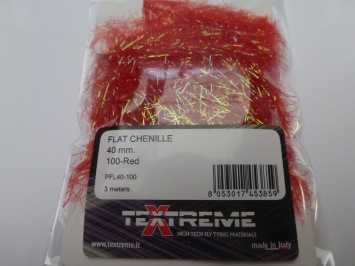 FLAT CHENILLE
40 mm.
100-Red
PFL40-100
3 meters
8 053017 453859
TEXTREME
HIGH TECH FLY TYING MATERIALS
www.textreme.it
made in Italy